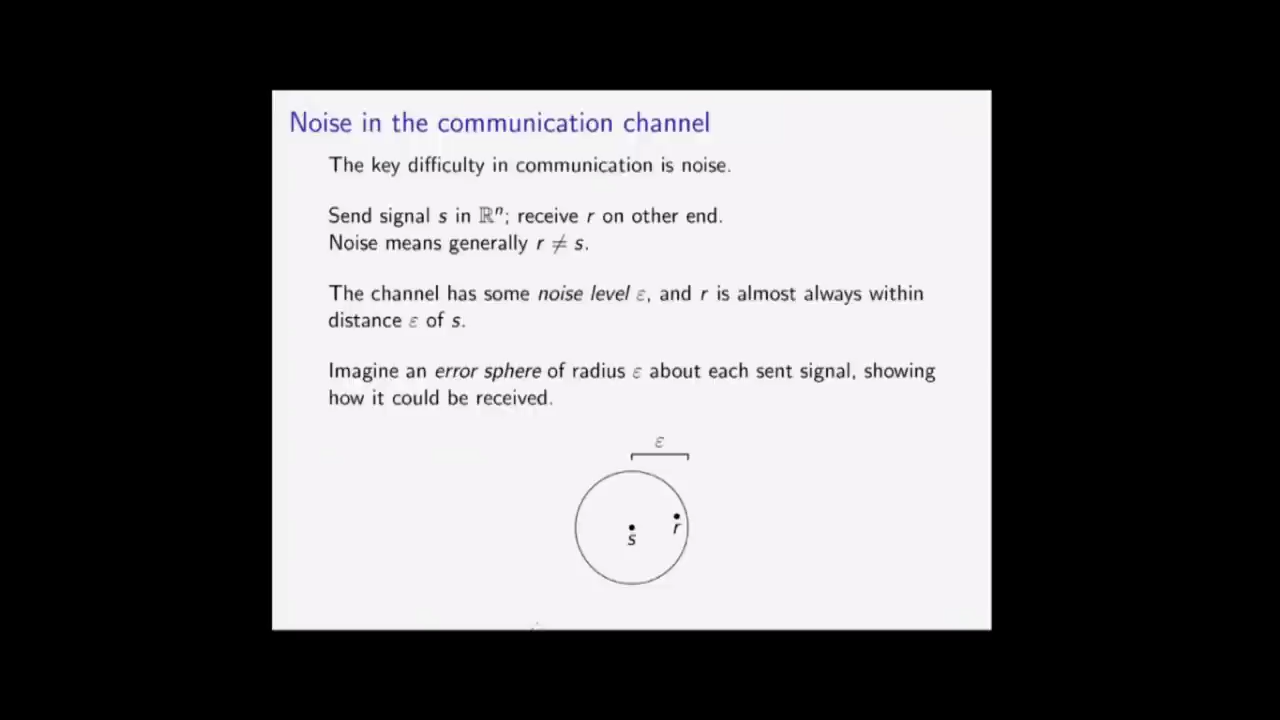 Noise in the communication channel
The key difficulty in communication is noise.
Send signal s in ℝⁿ; receive r on other end.
Noise means generally r ≠ s.
The channel has some noise level ε, and r is almost always within
distance ε of s.
Imagine an error sphere of radius ε about each sent signal, showing
how it could be received.
ε
r
s